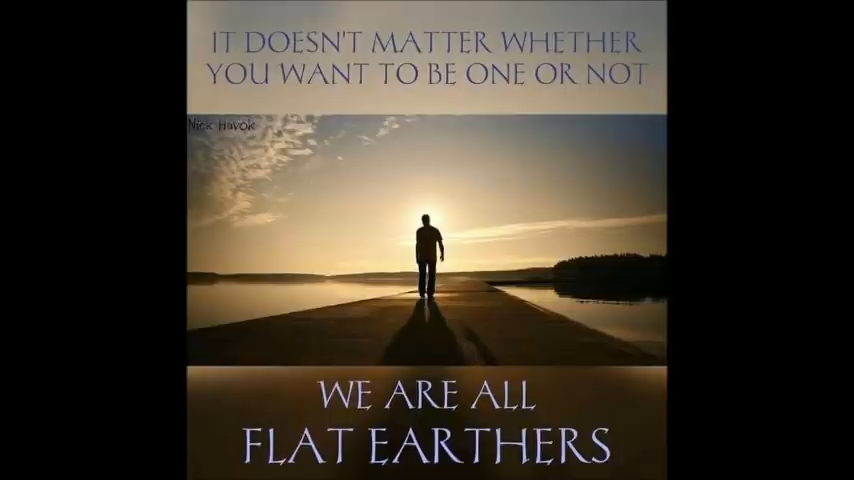 IT DOESN'T MATTER WHETHER
YOU WANT TO BE ONE OR NOT
Nick Havok
WE ARE ALL
FLAT EARTHERS